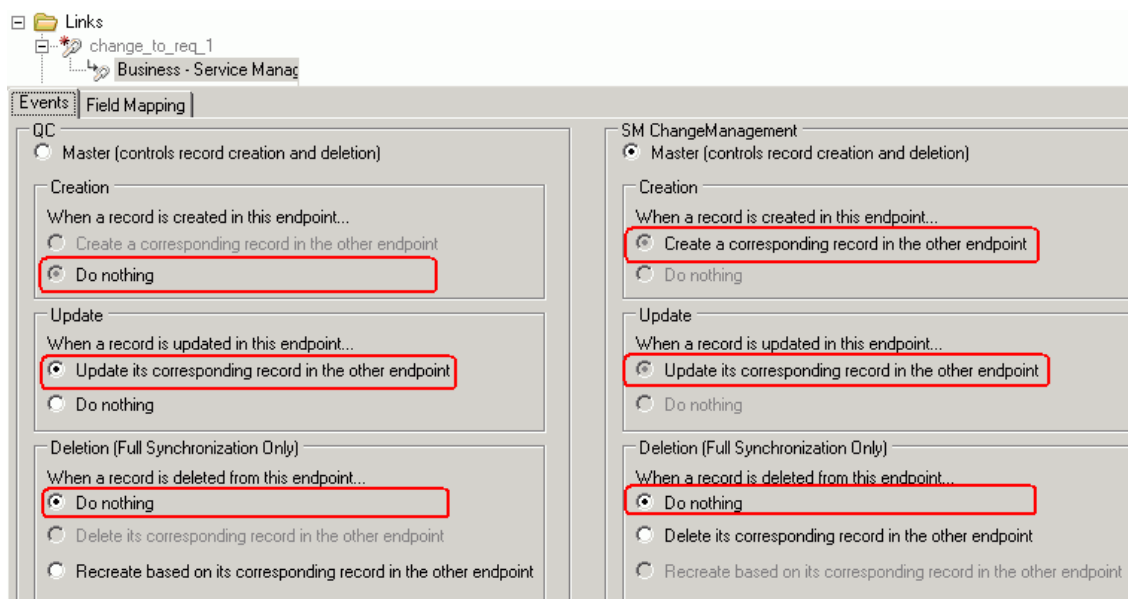 Links
change_to_req_1
Business - Service Manag
Events
Field Mapping
QC
Master (controls record creation and deletion)
Creation
When a record is created in this endpoint...
Create a corresponding record in the other endpoint
Do nothing
Update
When a record is updated in this endpoint...
Update its corresponding record in the other endpoint
Do nothing
Deletion (Full Synchronization Only)
When a record is deleted from this endpoint...
Do nothing
Delete its corresponding record in the other endpoint
Recreate based on its corresponding record in the other endpoint
SM ChangeManagement
Master (controls record creation and deletion)
Creation
When a record is created in this endpoint...
Create a corresponding record in the other endpoint
Do nothing
Update
When a record is updated in this endpoint...
Update its corresponding record in the other endpoint
Do nothing
Deletion (Full Synchronization Only)
When a record is deleted from this endpoint...
Do nothing
Delete its corresponding record in the other endpoint
Recreate based on its corresponding record in the other endpoint